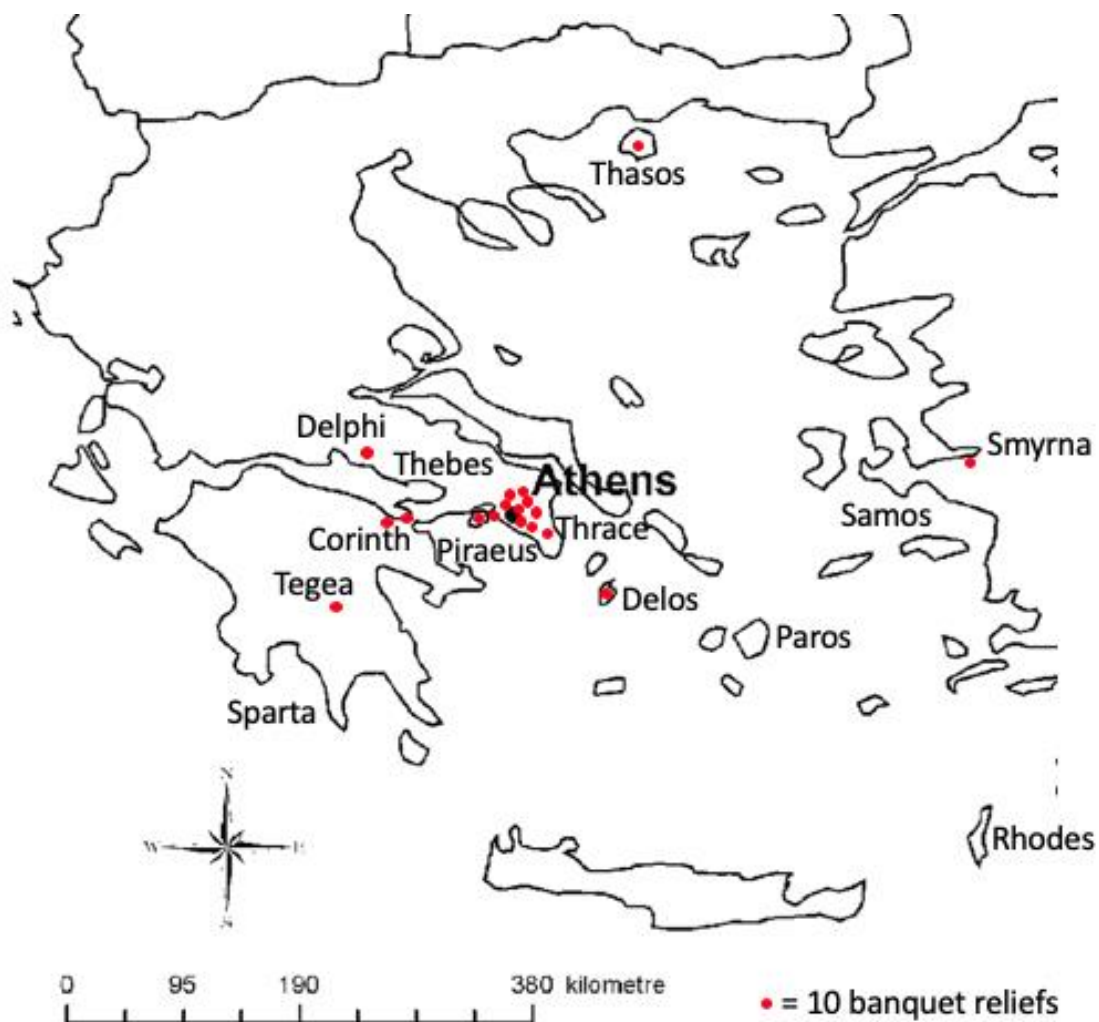 Thasos
Delphi
Thebes
Athens
Smyrna
Samos
Corinth
Piraeus
Thrace
Tegea
Delos
Paros
Sparta
N
W
E
S
Rhodes
0 95 190 380 kilometre
= 10 banquet reliefs